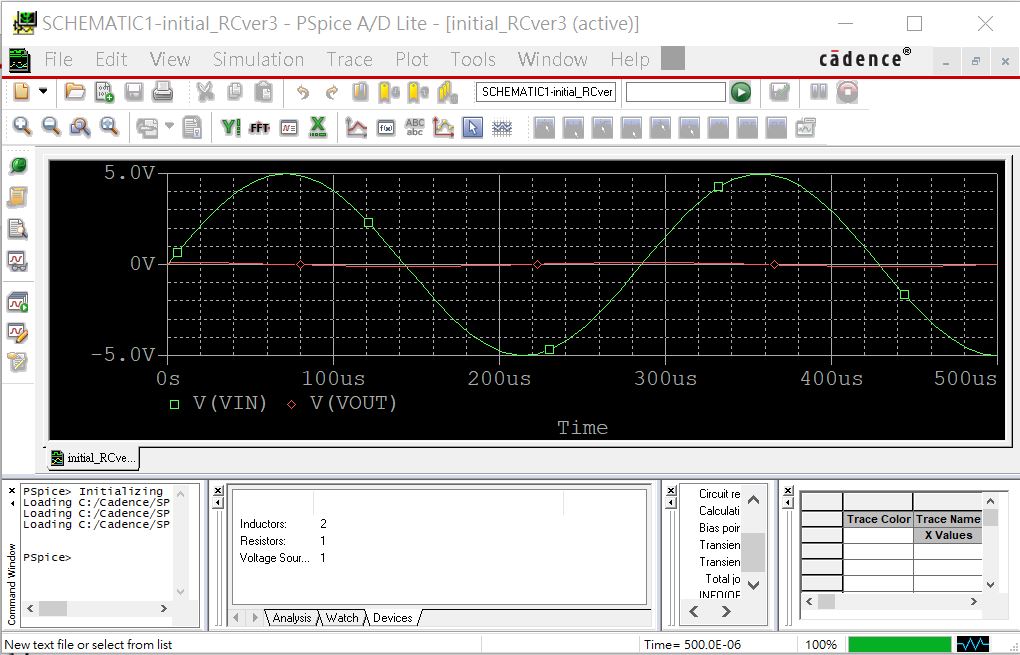 SCHEMATIC1-initial_RCver3 - PSpice A/D Lite - [initial_RCver3 (active)]
File Edit View Simulation Trace Plot Tools Window Help cādence®
SCHEMATIC1-initial_RCver
FFT ABC abc
5.0V
0V
-5.0V
0s 100us 200us 300us 400us 500us
V(VIN) V(VOUT)
Time
initial_RCve...
Command Window
PSpice> Initializing
Loading C:/Cadence/SP
Loading C:/Cadence/SP
Loading C:/Cadence/SP
PSpice>
Inductors: 2
Resistors: 1
Voltage Sour... 1
Analysis Watch Devices
Circuit re
Calculati
Bias poir
Transien
Transien
Total jo
Trace Color Trace Name
X Values
New text file or select from list Time= 500.0E-06 100%